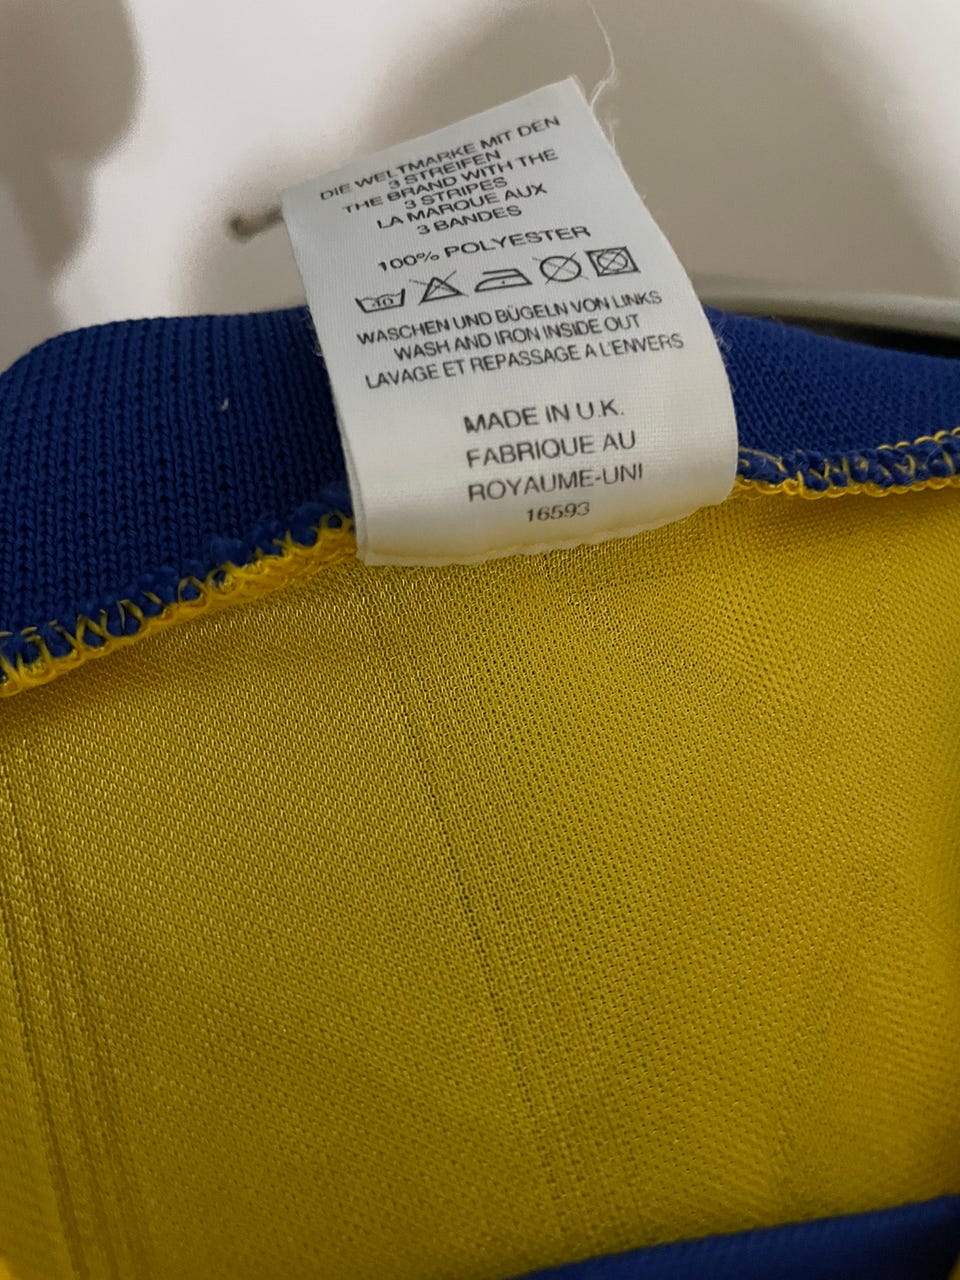 DIE WELTMARKE MIT DEN
3 STREIFEN
THE BRAND WITH THE
3 STRIPES
LA MARQUE AUX
3 BANDES
100% POLYESTER
40
WASCHEN UND BÜGELN VON LINKS
WASH AND IRON INSIDE OUT
LAVAGE ET REPASSAGE A L'ENVERS
MADE IN U.K.
FABRIQUE AU
ROYAUME-UNI
16593